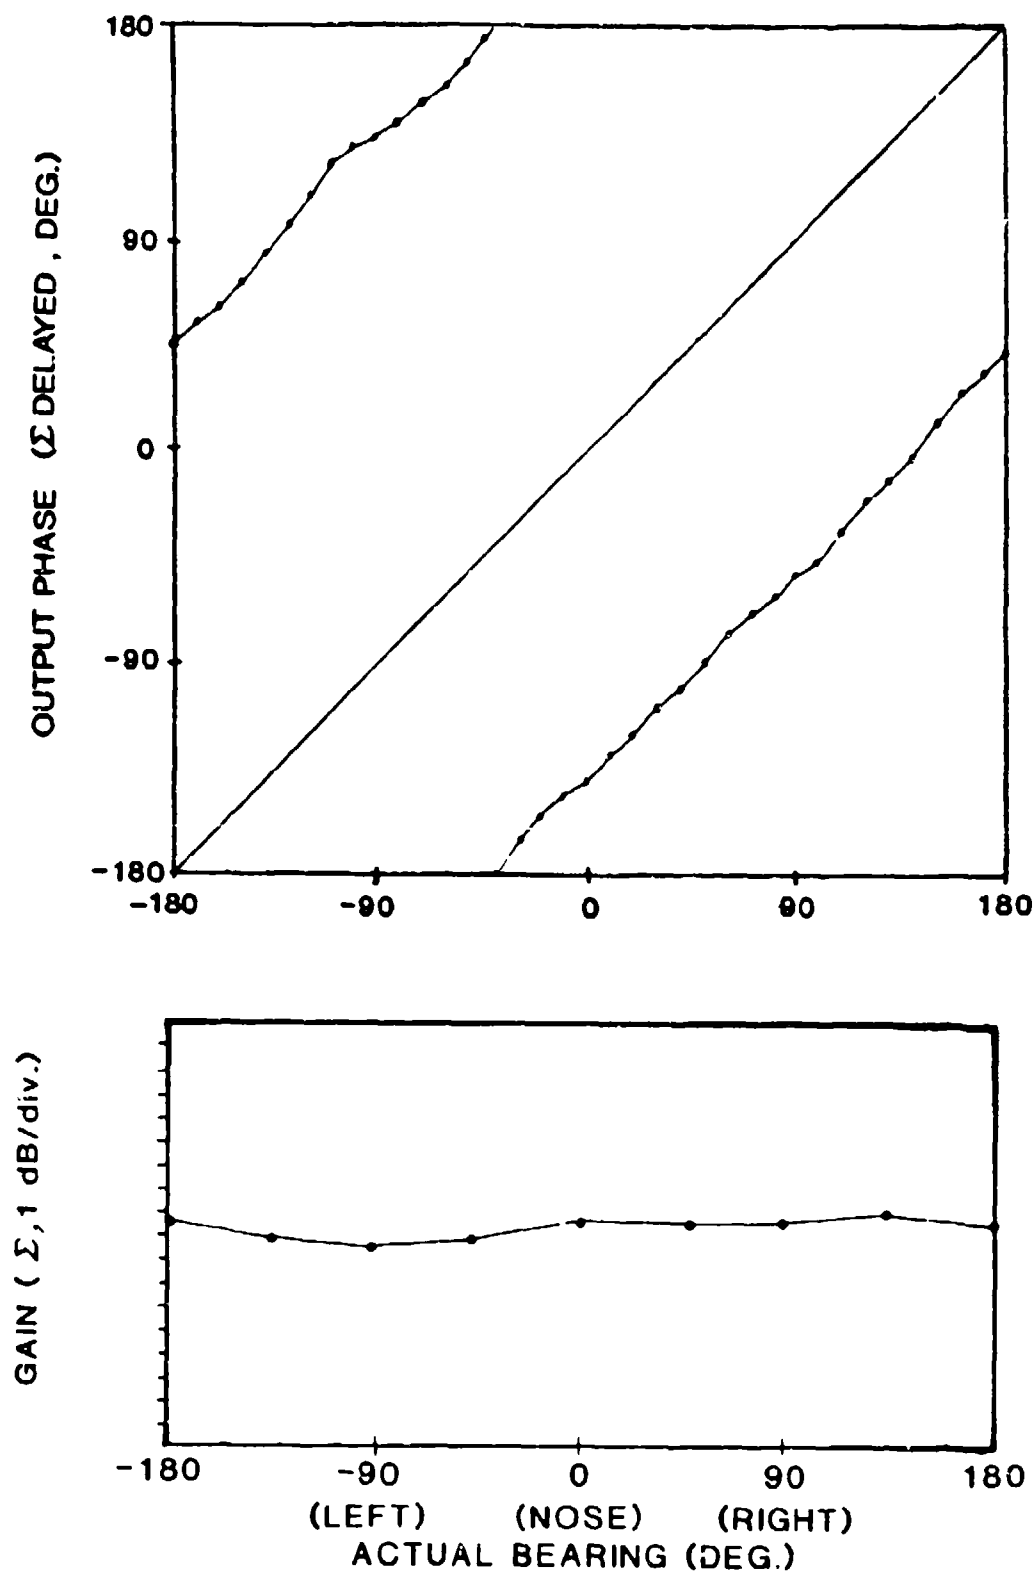 180
90
0
-90
-180
OUTPUT PHASE (Σ DELAYED, DEG.)
-180 -90 0 90 180
GAIN (Σ, 1 dB/div.)
-180 -90 0 90 180
(LEFT) (NOSE) (RIGHT)
ACTUAL BEARING (DEG.)